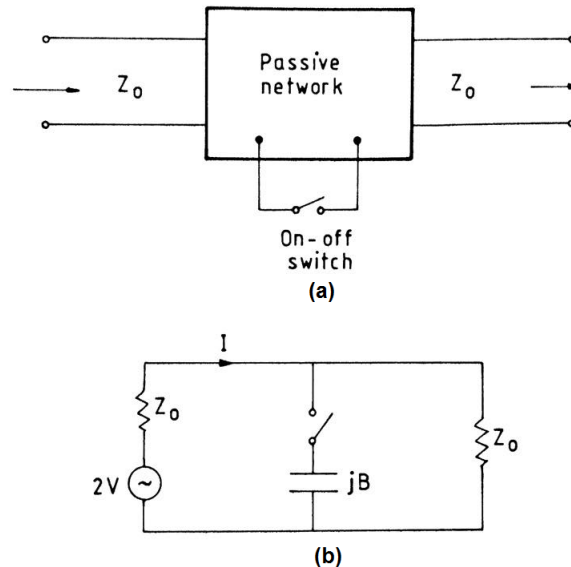 Passive
network
Z₀
Z₀
On-off
switch
(a)
I
Z₀
2V
~
jB
Z₀
(b)